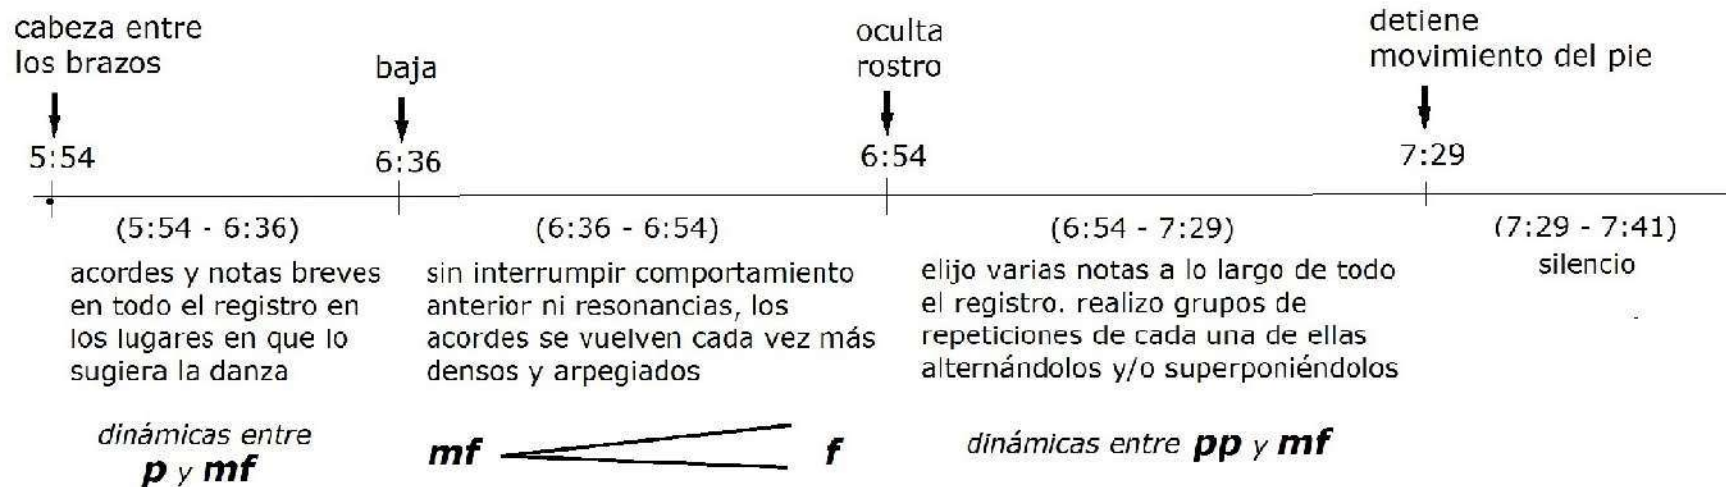 cabeza entre
los brazos
baja
oculta
rostro
detiene
movimiento del pie
5:54
6:36
6:54
7:29
(5:54 - 6:36)
acordes y notas breves
en todo el registro en
los lugares en que lo
sugiera la danza
dinámicas entre
p y mf
(6:36 - 6:54)
sin interrumpir comportamiento
anterior ni resonancias, los
acordes se vuelven cada vez más
densos y arpegiados
mf f
(6:54 - 7:29)
elijo varias notas a lo largo de todo
el registro. realizo grupos de
repeticiones de cada una de ellas
alternándolos y/o superponiéndolos
dinámicas entre pp y mf
(7:29 - 7:41)
silencio